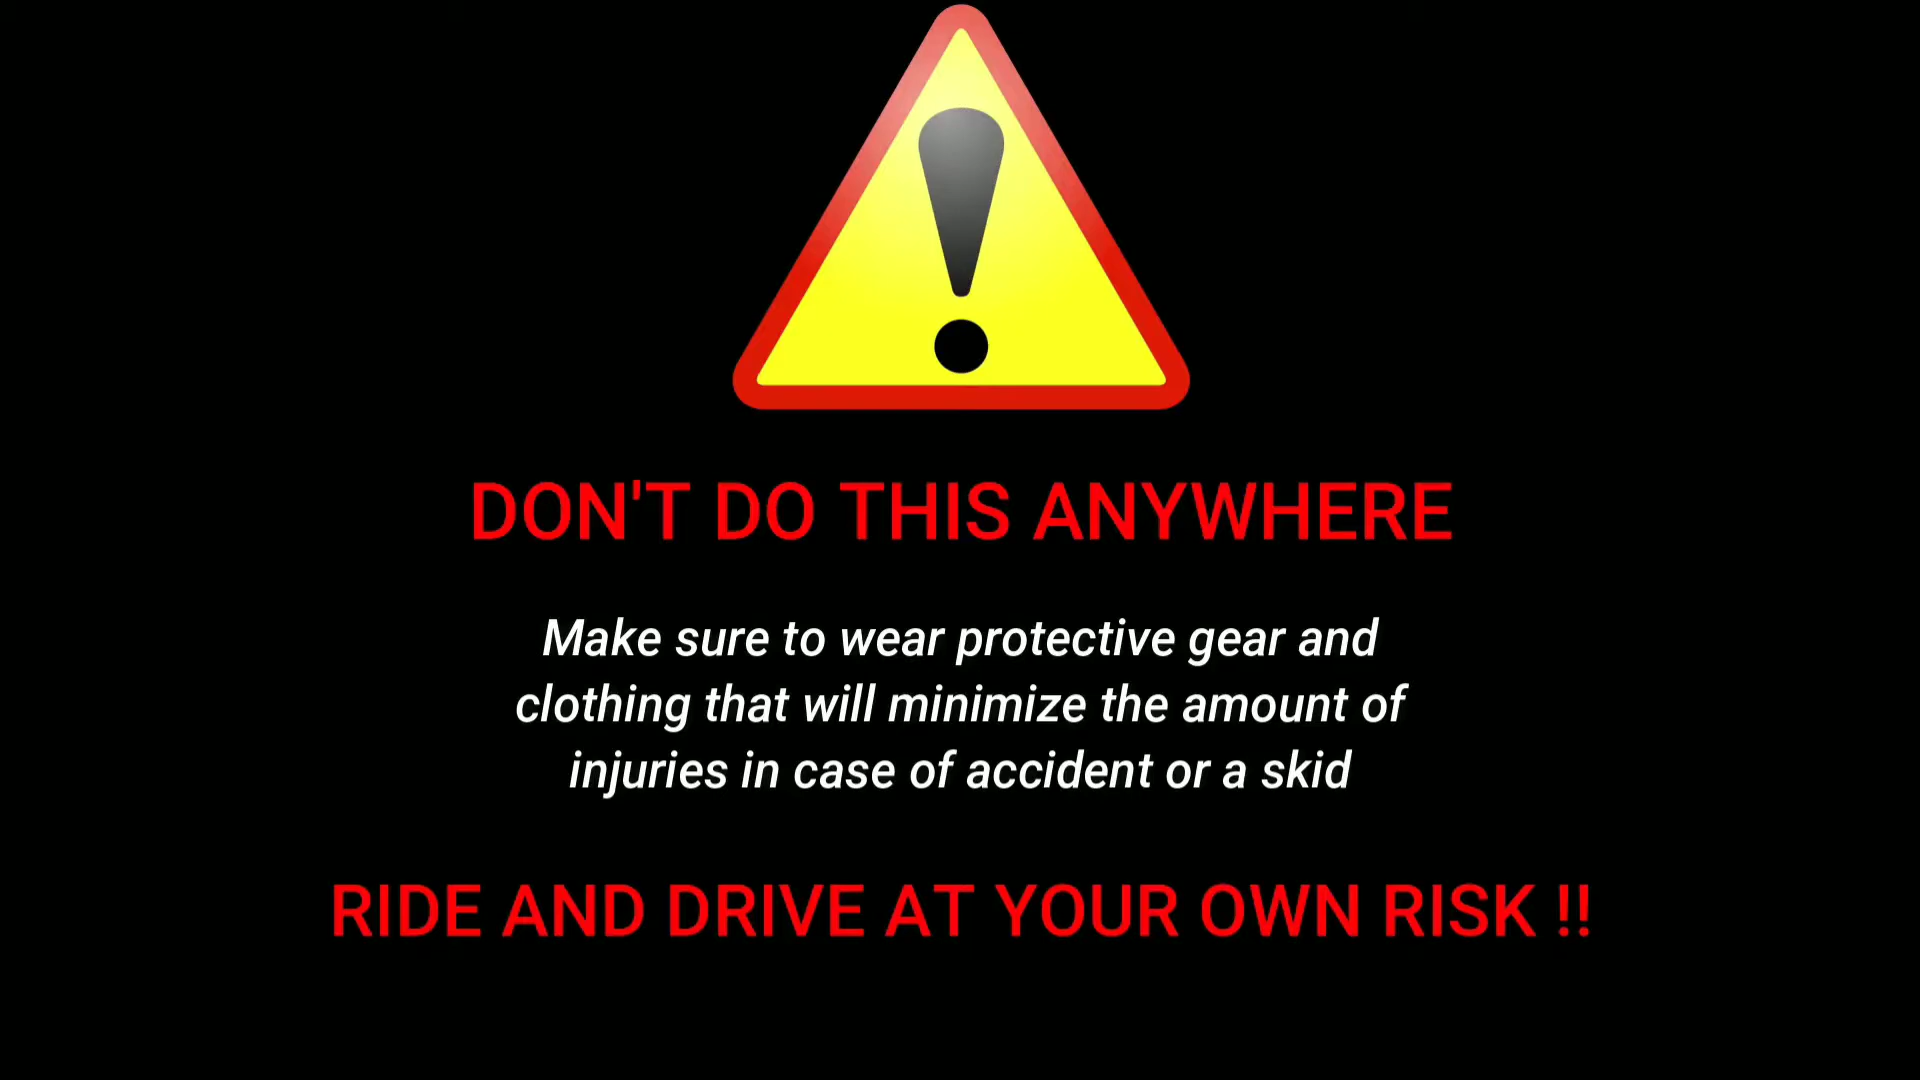 DON'T DO THIS ANYWHERE
Make sure to wear protective gear and
clothing that will minimize the amount of
injuries in case of accident or a skid
RIDE AND DRIVE AT YOUR OWN RISK !!